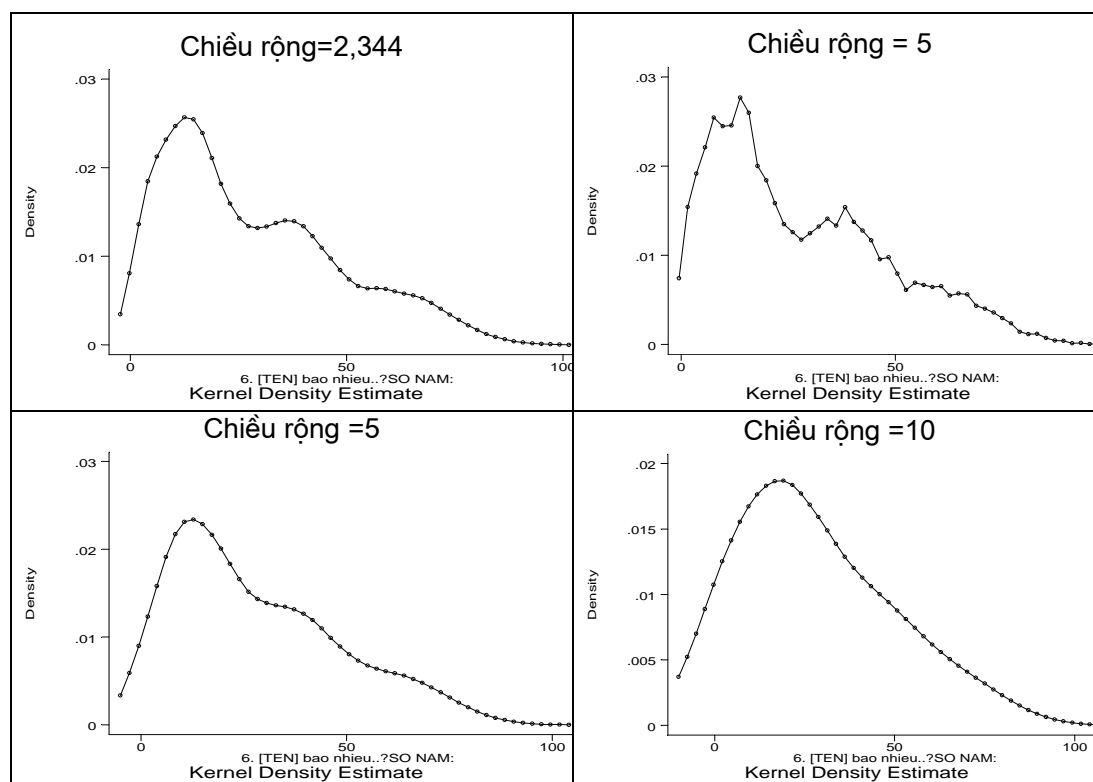 Chiều rộng=2,344
.03
.02
.01
0
Density
0 50 100
6. [TEN] bao nhieu..?SO NAM:
Kernel Density Estimate
Chiều rộng = 5
.03
.02
.01
0
Density
0 50
6. [TEN] bao nhieu..?SO NAM:
Kernel Density Estimate
Chiều rộng =5
.03
.02
.01
0
Density
0 50 100
6. [TEN] bao nhieu..?SO NAM:
Kernel Density Estimate
Chiều rộng =10
.02
.015
.01
.005
0
Density
0 50 100
6. [TEN] bao nhieu..?SO NAM:
Kernel Density Estimate